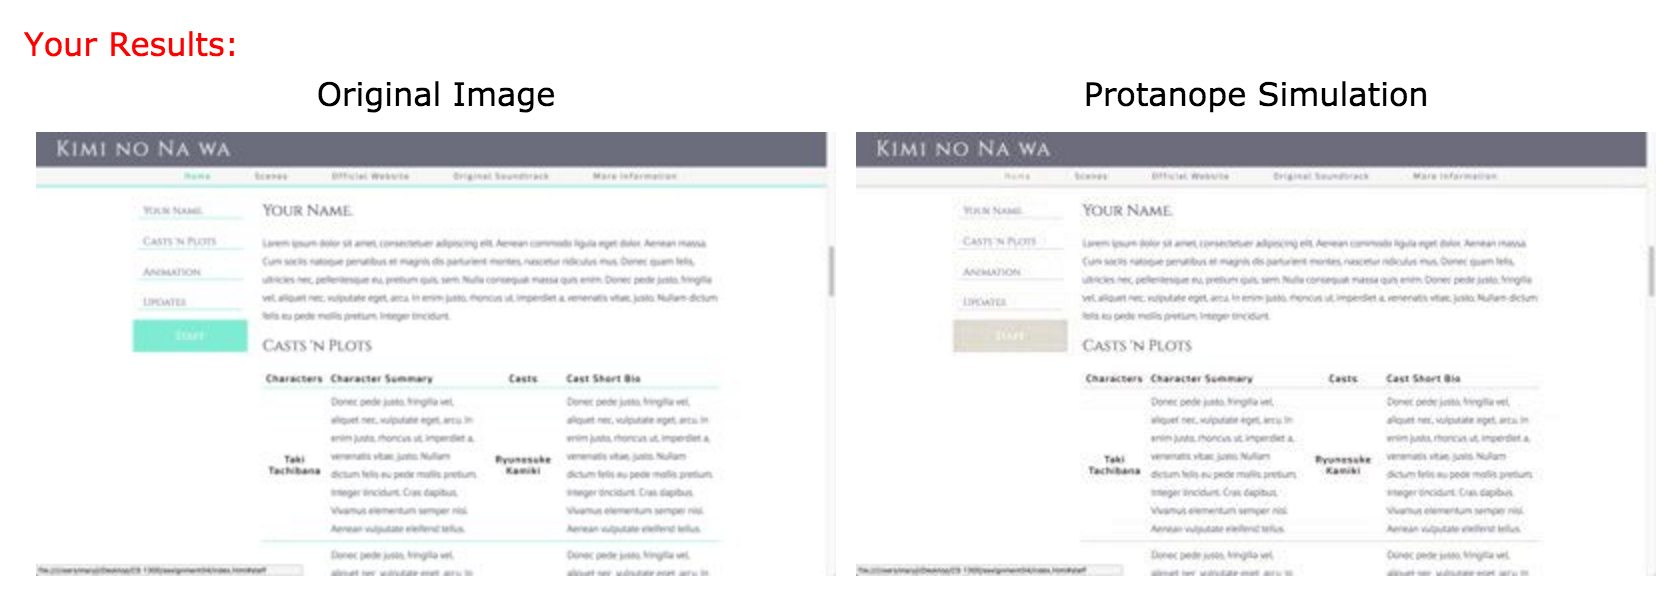 Your Results:
Original Image
Protanope Simulation
KIMI NO NA WA
Home Scenes Official Website Original Soundtrack More Information
YOUR NAME.
CASTS 'N PLOTS
ANIMATION
UPDATES
STAFF
YOUR NAME.
Lorem ipsum dolor sit amet, consectetuer adipiscing elit. Aenean commodo ligula eget dolor. Aenean massa.
Cum sociis natoque penatibus et magnis dis parturient montes, nascetur ridiculus mus. Donec quam felis,
ultricies nec, pellentesque eu, pretium quis, sem. Nulla consequat massa quis enim. Donec pede justo, fringilla
vel, aliquet nec, vulputate eget, arcu. In enim justo, rhoncus ut, imperdiet a, venenatis vitae, justo. Nullam dictum
felis eu pede mollis pretium. Integer tincidunt.
CASTS 'N PLOTS
Characters Character Summary Casts Cast Short Bio
Taki
Tachibana
Donec pede justo, fringilla vel,
aliquet nec, vulputate eget, arcu. In
enim justo, rhoncus ut, imperdiet a,
venenatis vitae, justo. Nullam
dictum felis eu pede mollis pretium.
Integer tincidunt. Cras dapibus.
Vivamus elementum semper nisi.
Aenean vulputate eleifend tellus.
Ryunosuke
Kamiki
Donec pede justo, fringilla vel,
aliquet nec, vulputate eget, arcu. In
enim justo, rhoncus ut, imperdiet a,
venenatis vitae, justo. Nullam
dictum felis eu pede mollis pretium.
Integer tincidunt. Cras dapibus.
Vivamus elementum semper nisi.
Aenean vulputate eleifend tellus.
Donec pede justo, fringilla vel,
aliquet nec, vulputate eget, arcu. In
Donec pede justo, fringilla vel,
aliquet nec, vulputate eget, arcu. In
KIMI NO NA WA
Home Scenes Official Website Original Soundtrack More Information
YOUR NAME.
CASTS 'N PLOTS
ANIMATION
UPDATES
STAFF
YOUR NAME.
Lorem ipsum dolor sit amet, consectetuer adipiscing elit. Aenean commodo ligula eget dolor. Aenean massa.
Cum sociis natoque penatibus et magnis dis parturient montes, nascetur ridiculus mus. Donec quam felis,
ultricies nec, pellentesque eu, pretium quis, sem. Nulla consequat massa quis enim. Donec pede justo, fringilla
vel, aliquet nec, vulputate eget, arcu. In enim justo, rhoncus ut, imperdiet a, venenatis vitae, justo. Nullam dictum
felis eu pede mollis pretium. Integer tincidunt.
CASTS 'N PLOTS
Characters Character Summary Casts Cast Short Bio
Taki
Tachibana
Donec pede justo, fringilla vel,
aliquet nec, vulputate eget, arcu. In
enim justo, rhoncus ut, imperdiet a,
venenatis vitae, justo. Nullam
dictum felis eu pede mollis pretium.
Integer tincidunt. Cras dapibus.
Vivamus elementum semper nisi.
Aenean vulputate eleifend tellus.
Ryunosuke
Kamiki
Donec pede justo, fringilla vel,
aliquet nec, vulputate eget, arcu. In
enim justo, rhoncus ut, imperdiet a,
venenatis vitae, justo. Nullam
dictum felis eu pede mollis pretium.
Integer tincidunt. Cras dapibus.
Vivamus elementum semper nisi.
Aenean vulputate eleifend tellus.
Donec pede justo, fringilla vel,
aliquet nec, vulputate eget, arcu. In
Donec pede justo, fringilla vel,
aliquet nec, vulputate eget, arcu. In